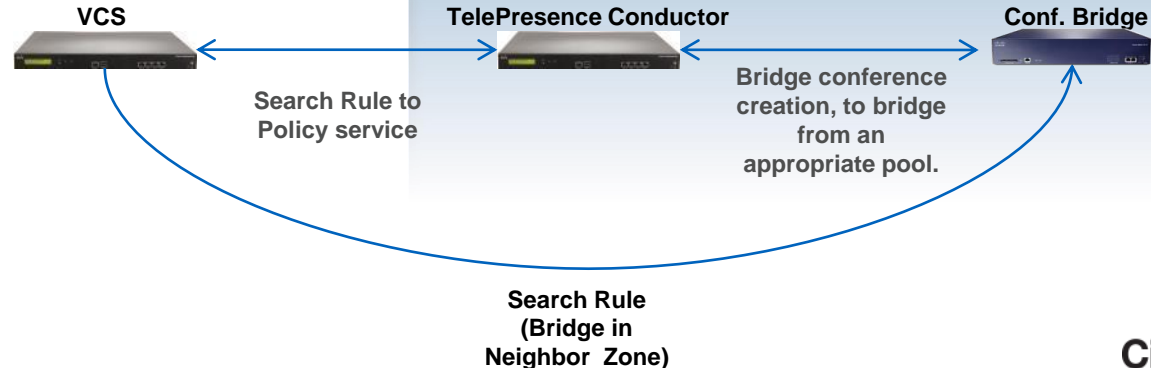 VCS
TelePresence Conductor
Conf. Bridge
Search Rule to
Policy service
Bridge conference
creation, to bridge
from an
appropriate pool.
Search Rule
(Bridge in
Neighbor Zone)
Ci